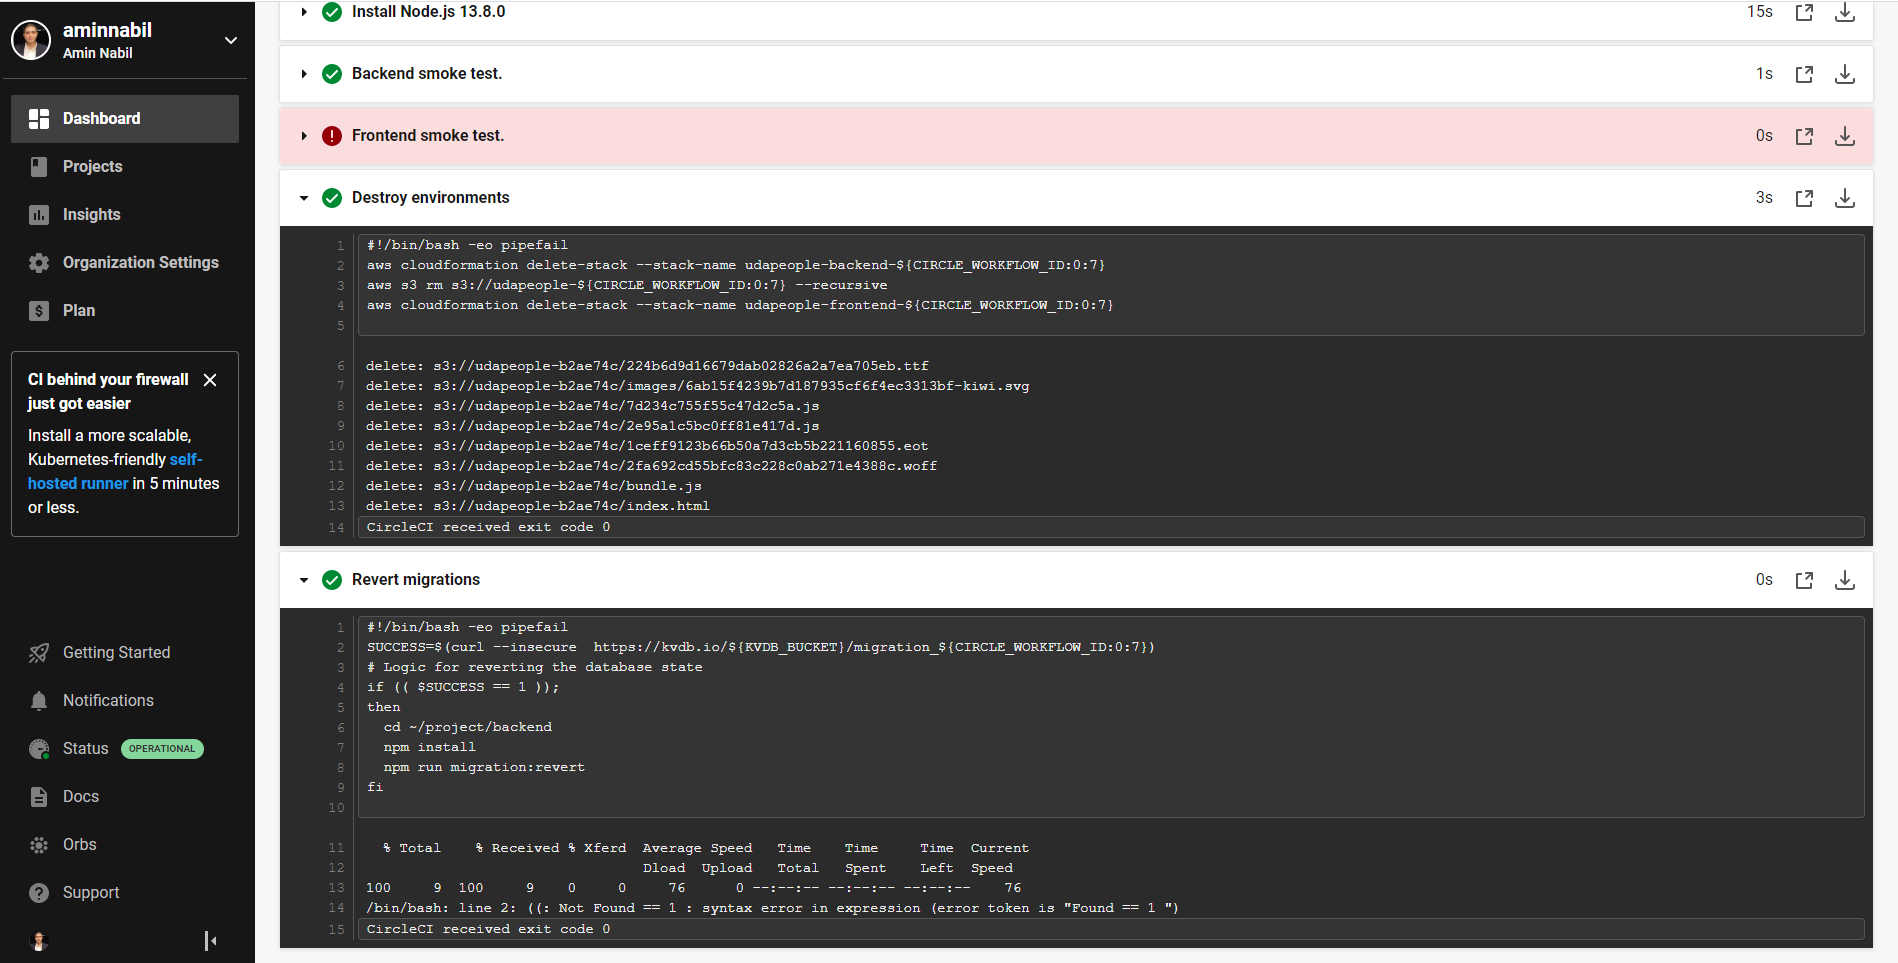 aminnabil
Amin Nabil
Dashboard
Projects
Insights
Organization Settings
Plan
CI behind your firewall
just got easier
Install a more scalable,
Kubernetes-friendly self-
hosted runner in 5 minutes
or less.
Getting Started
Notifications
Status OPERATIONAL
Docs
Orbs
Support
Install Node.js 13.8.0 15s
Backend smoke test. 1s
Frontend smoke test. 0s
Destroy environments 3s
1 #!/bin/bash -eo pipefail
2 aws cloudformation delete-stack --stack-name udapeople-backend-${CIRCLE_WORKFLOW_ID:0:7}
3 aws s3 rm s3://udapeople-${CIRCLE_WORKFLOW_ID:0:7} --recursive
4 aws cloudformation delete-stack --stack-name udapeople-frontend-${CIRCLE_WORKFLOW_ID:0:7}
5
6 delete: s3://udapeople-b2ae74c/224b6d9d16679dab02826a2a7ea705eb.ttf
7 delete: s3://udapeople-b2ae74c/images/6ab15f4239b7d187935cf6f4ec3313bf-kiwi.svg
8 delete: s3://udapeople-b2ae74c/7d234c755f55c47d2c5a.js
9 delete: s3://udapeople-b2ae74c/2e95a1c5bc0ff81e417d.js
10 delete: s3://udapeople-b2ae74c/1ceff9123b66b50a7d3cb5b221160855.eot
11 delete: s3://udapeople-b2ae74c/2fa692cd55bfc83c228c0ab271e4388c.woff
12 delete: s3://udapeople-b2ae74c/bundle.js
13 delete: s3://udapeople-b2ae74c/index.html
14 CircleCI received exit code 0
Revert migrations 0s
1 #!/bin/bash -eo pipefail
2 SUCCESS=$(curl --insecure  https://kvdb.io/${KVDB_BUCKET}/migration_${CIRCLE_WORKFLOW_ID:0:7})
3 # Logic for reverting the database state
4 if (( $SUCCESS == 1 ));
5 then
6   cd ~/project/backend
7   npm install
8   npm run migration:revert
9 fi
10
11   % Total    % Received % Xferd  Average Speed   Time    Time     Time  Current
12                                  Dload  Upload   Total   Spent    Left  Speed
13 100     9  100     9    0     0     76      0 --:--:-- --:--:-- --:--:--    76
14 /bin/bash: line 2: ((: Not Found == 1 : syntax error in expression (error token is "Found == 1 ")
15 CircleCI received exit code 0